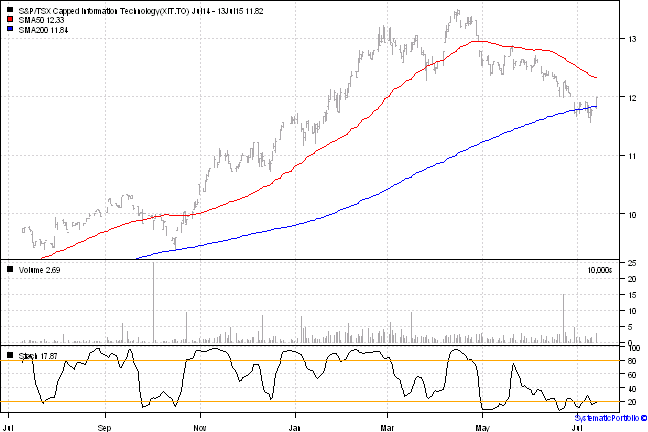 S&P/TSX Capped Information Technology(XIT.TO) Jul14 - 13Jul15 11.82
SMA50 12.33
SMA200 11.84
13
12
11
10
Volume 2.69
10,000s
25
20
15
10
5
0
Stoch 17.87
100
80
60
40
20
Jul
Sep
Nov
Jan
Mar
May
Jul
SystematicPortfolio ©